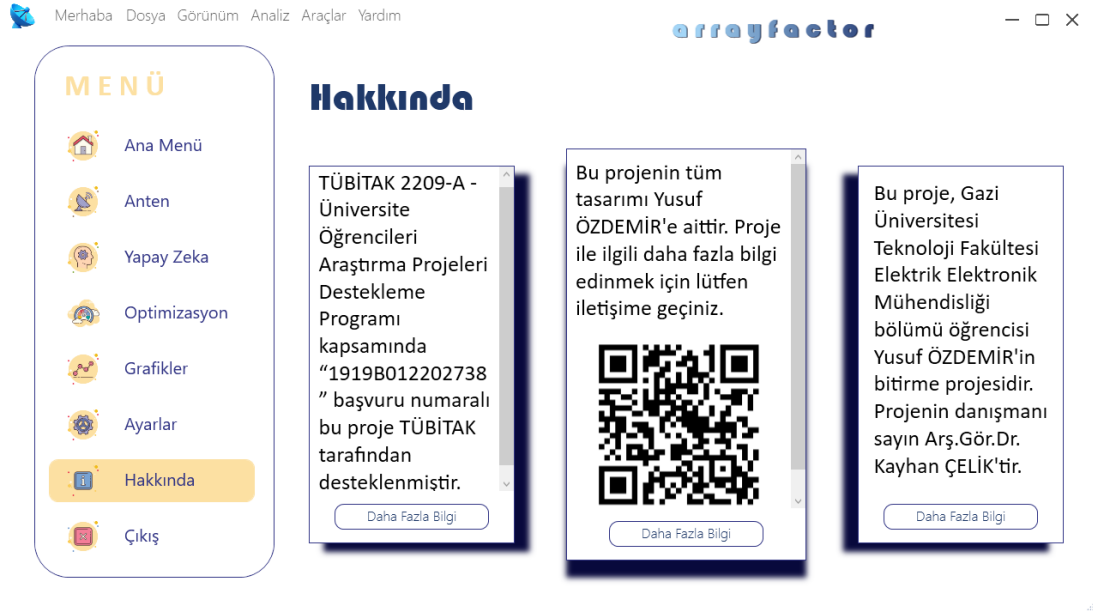 Merhaba Dosya Görünüm Analiz Araçlar Yardım
arrayfactor
MENÜ
Ana Menü
Anten
Yapay Zeka
Optimizasyon
Grafikler
Ayarlar
Hakkında
Çıkış
Hakkında
TÜBİTAK 2209-A -
Üniversite
Öğrencileri
Araştırma Projeleri
Destekleme
Programı
kapsamında
“1919B012202738
” başvuru numaralı
bu proje TÜBİTAK
tarafından
desteklenmiştir.
Daha Fazla Bilgi
Bu projenin tüm
tasarımı Yusuf
ÖZDEMİR'e aittir. Proje
ile ilgili daha fazla bilgi
edinmek için lütfen
iletişime geçiniz.
Daha Fazla Bilgi
Bu proje, Gazi
Üniversitesi
Teknoloji Fakültesi
Elektrik Elektronik
Mühendisliği
bölümü öğrencisi
Yusuf ÖZDEMİR'in
bitirme projesidir.
Projenin danışmanı
sayın Arş.Gör.Dr.
Kayhan ÇELİK'tir.
Daha Fazla Bilgi